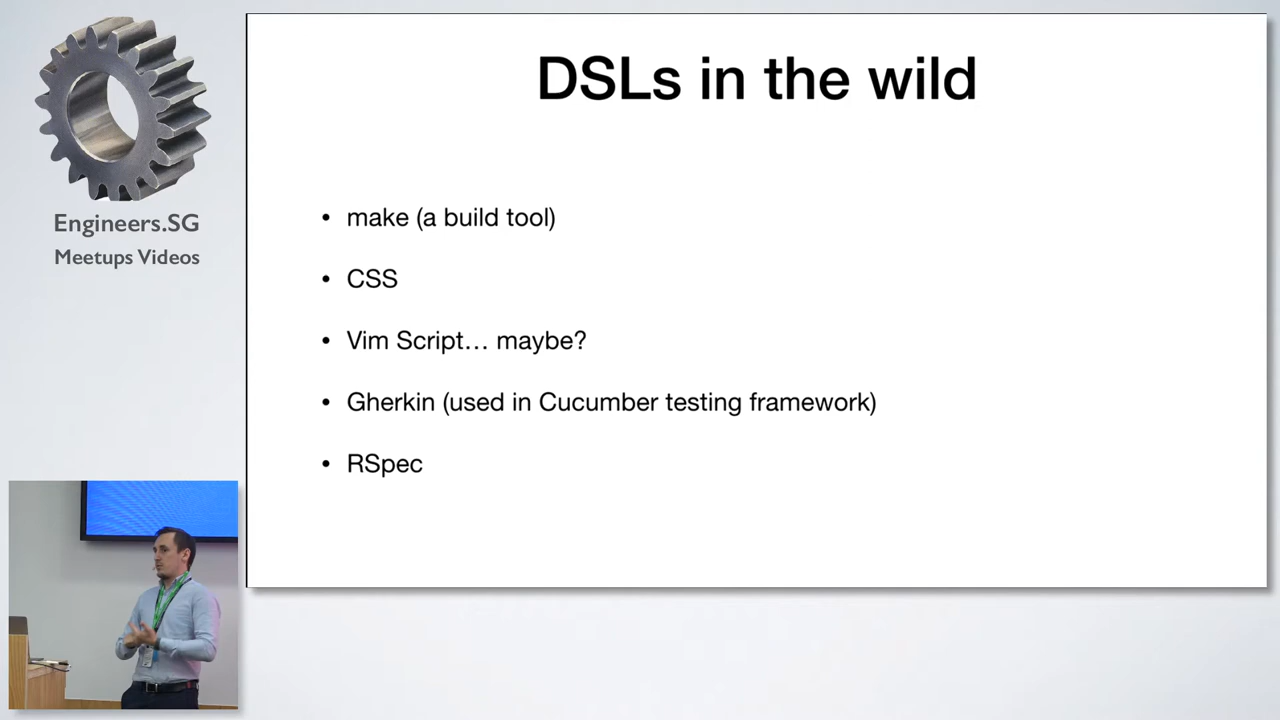 DSLs in the wild
Engineers.SG
Meetups Videos
• make (a build tool)
• CSS
• Vim Script… maybe?
• Gherkin (used in Cucumber testing framework)
• RSpec